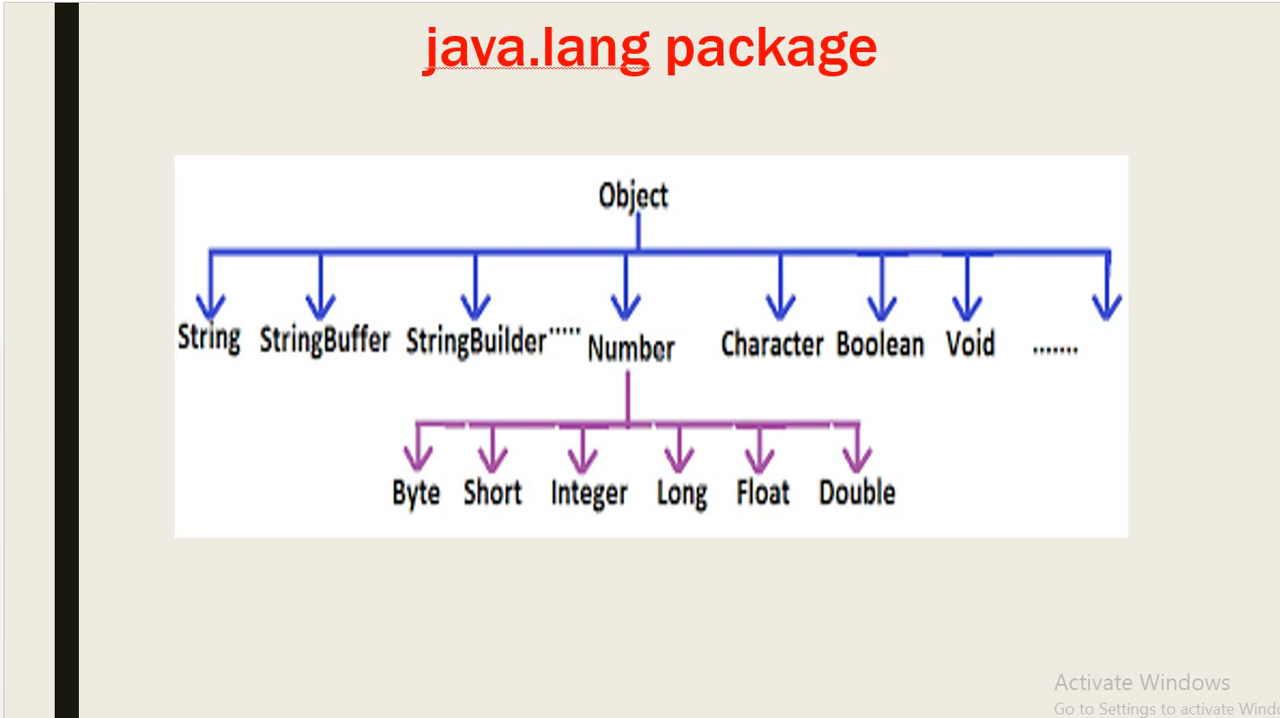 java.lang package
Object
String StringBuffer StringBuilder ..... Number Character Boolean Void .......
Byte Short Integer Long Float Double
Activate Windows
Go to Settings to activate Wind